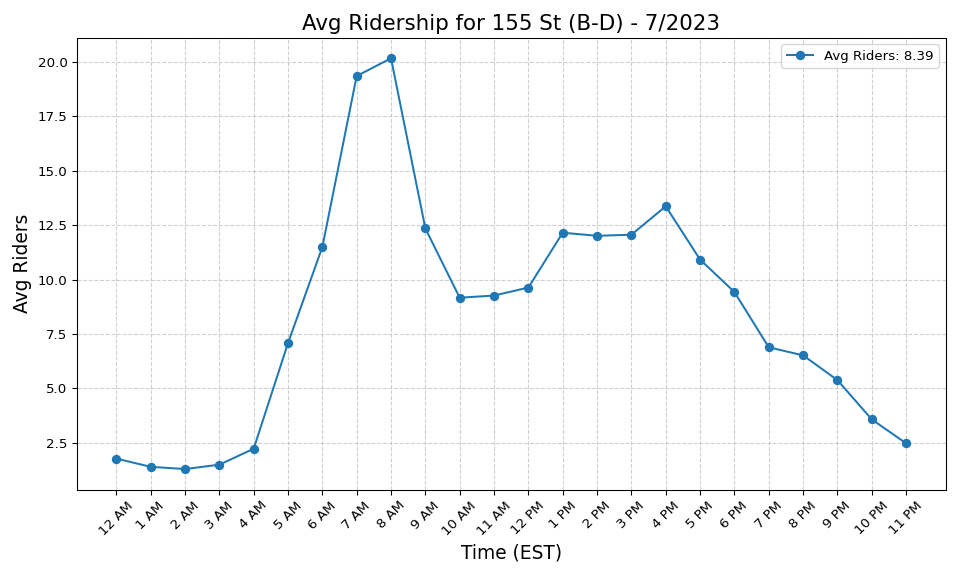 Avg Ridership for 155 St (B-D) - 7/2023
Avg Riders: 8.39
Avg Riders
20.0
17.5
15.0
12.5
10.0
7.5
5.0
2.5
12 AM
1 AM
2 AM
3 AM
4 AM
5 AM
6 AM
7 AM
8 AM
9 AM
10 AM
11 AM
12 PM
1 PM
2 PM
3 PM
4 PM
5 PM
6 PM
7 PM
8 PM
9 PM
10 PM
11 PM
Time (EST)